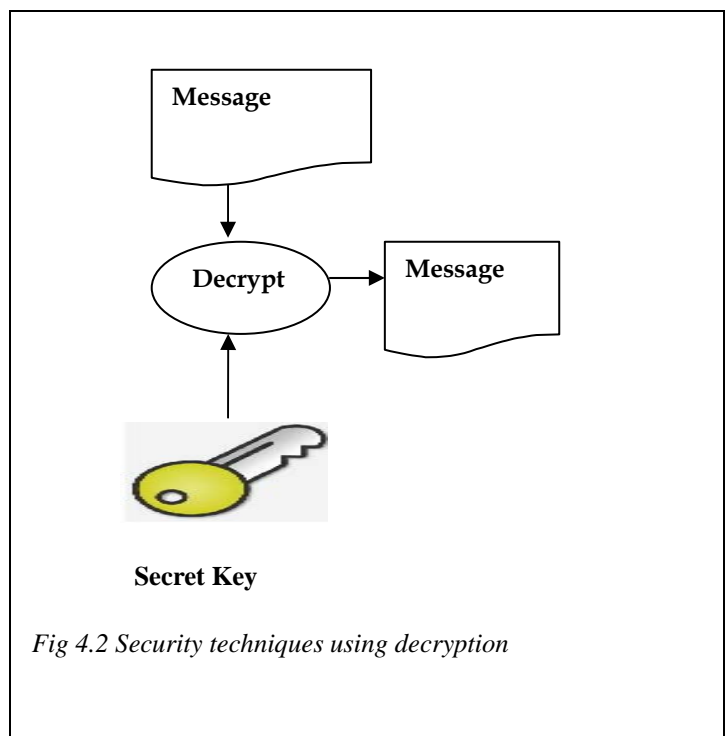 Message
Decrypt
Message
Secret Key
Fig 4.2 Security techniques using decryption